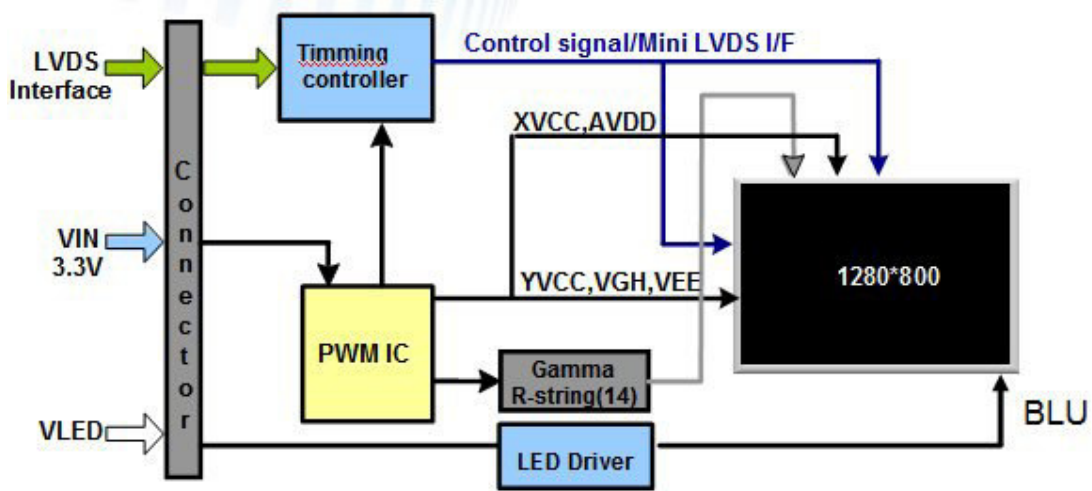 LVDS
Interface
Connector
Timming
controller
Control signal/Mini LVDS I/F
XVCC,AVDD
VIN
3.3V
PWM IC
YVCC,VGH,VEE
1280*800
Gamma
R-string(14)
VLED
LED Driver
BLU